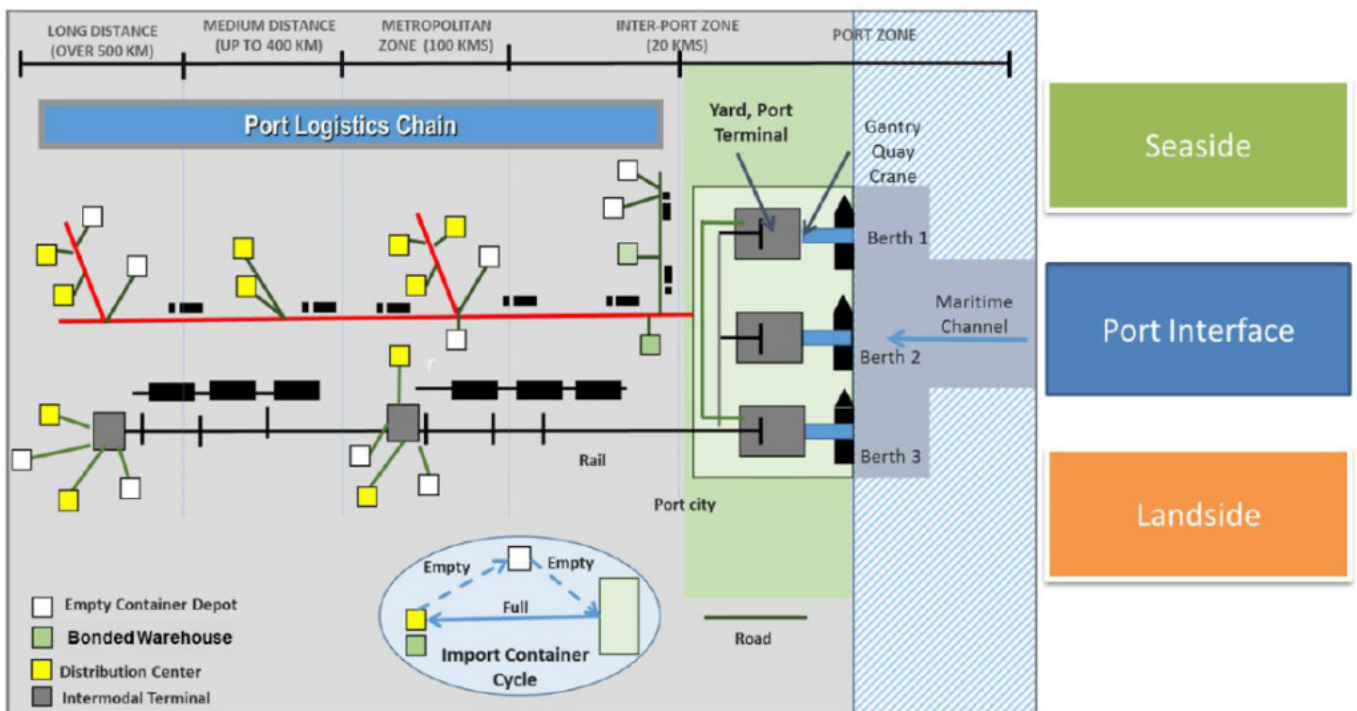 LONG DISTANCE
(OVER 500 KM)
MEDIUM DISTANCE
(UP TO 400 KM)
METROPOLITAN
ZONE (100 KMS)
INTER-PORT ZONE
(20 KMS)
PORT ZONE
Port Logistics Chain
Yard, Port
Terminal
Gantry
Quay
Crane
Seaside
Berth 1
Maritime
Channel
Port Interface
Berth 2
r
Berth 3
Rail
Port city
Landside
Empty
Empty
Full
Import Container
Cycle
Road
Empty Container Depot
Bonded Warehouse
Distribution Center
Intermodal Terminal